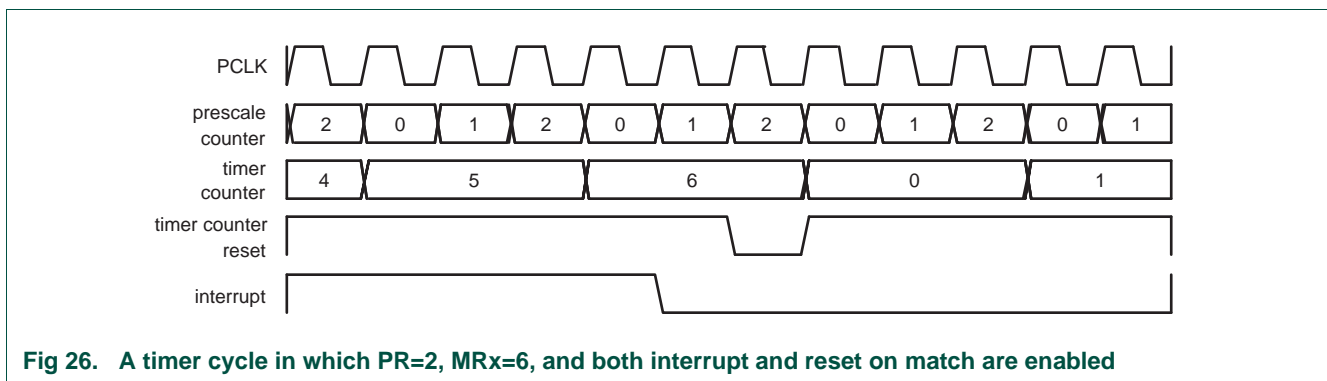 PCLK
prescale
counter
2 0 1 2 0 1 2 0 1 2 0 1
timer
counter
4 5 6 0 1
timer counter
reset
interrupt
Fig 26. A timer cycle in which PR=2, MRx=6, and both interrupt and reset on match are enabled